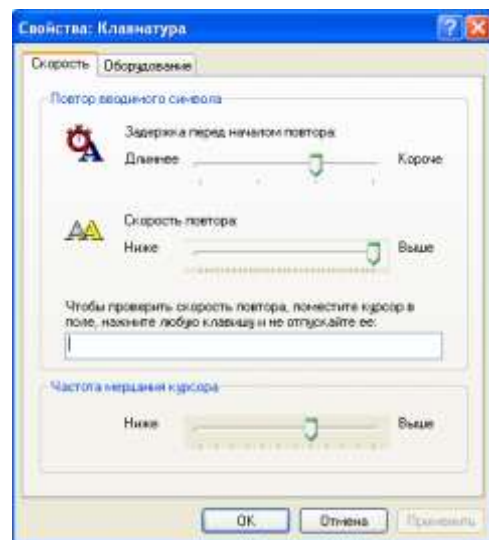 Свойства: Клавиатура
Скорость Оборудование
Повтор вводимого символа
Задержка перед началом повтора:
Длиннее Короче
Скорость повтора:
Ниже Выше
Чтобы проверить скорость повтора, поместите курсор в
поле, нажмите любую клавишу и не отпускайте ее:
Частота мерцания курсора
Ниже Выше
OK Отмена Применить